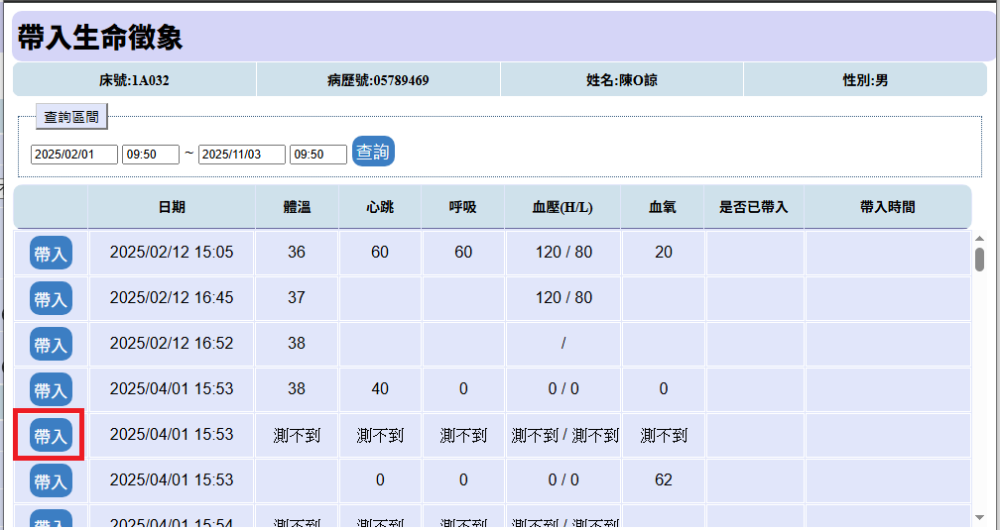 帶入生命徵象
床號:1A032 病歷號:05789469 姓名:陳O諒 性別:男
查詢區間
2025/02/01 09:50 ~ 2025/11/03 09:50 查詢
日期 體溫 心跳 呼吸 血壓(H/L) 血氧 是否已帶入 帶入時間
帶入 2025/02/12 15:05 36 60 60 120 / 80 20
帶入 2025/02/12 16:45 37 120 / 80
帶入 2025/02/12 16:52 38 /
帶入 2025/04/01 15:53 38 40 0 0 / 0 0
帶入 2025/04/01 15:53 測不到 測不到 測不到 測不到 / 測不到 測不到
帶入 2025/04/01 15:53 0 0 0 / 0 62
帶入 2025/04/01 15:54 測不到 測不到 測不到 測不到 / 測不到